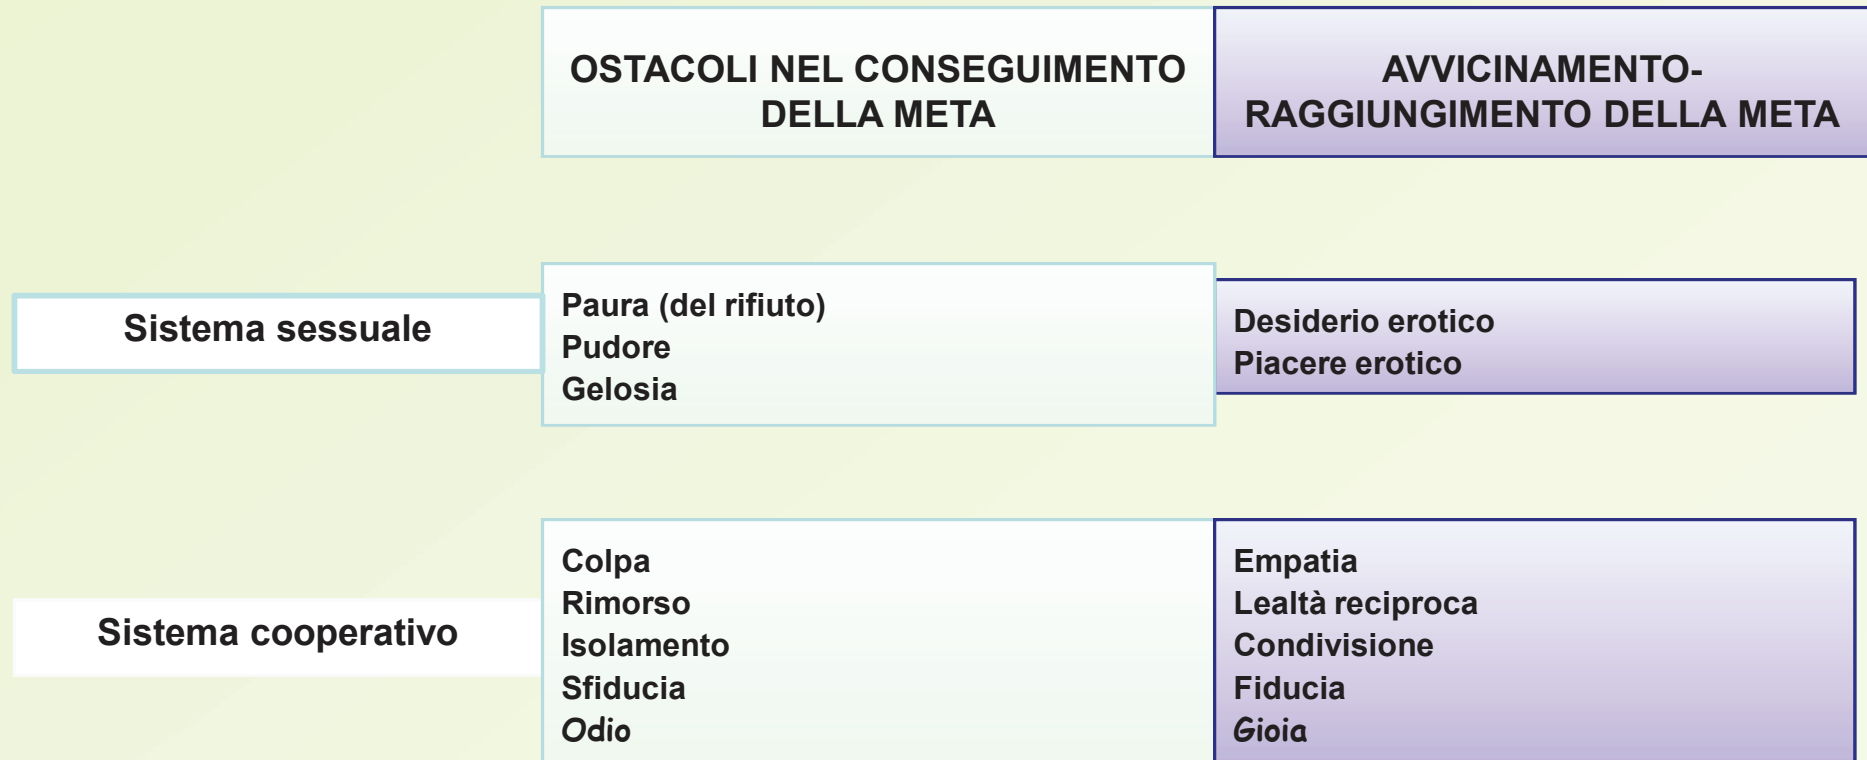 OSTACOLI NEL CONSEGUIMENTO
DELLA META
AVVICINAMENTO-
RAGGIUNGIMENTO DELLA META
Sistema sessuale
Paura (del rifiuto)
Pudore
Gelosia
Desiderio erotico
Piacere erotico
Sistema cooperativo
Colpa
Rimorso
Isolamento
Sfiducia
Odio
Empatia
Lealtà reciproca
Condivisione
Fiducia
Gioia